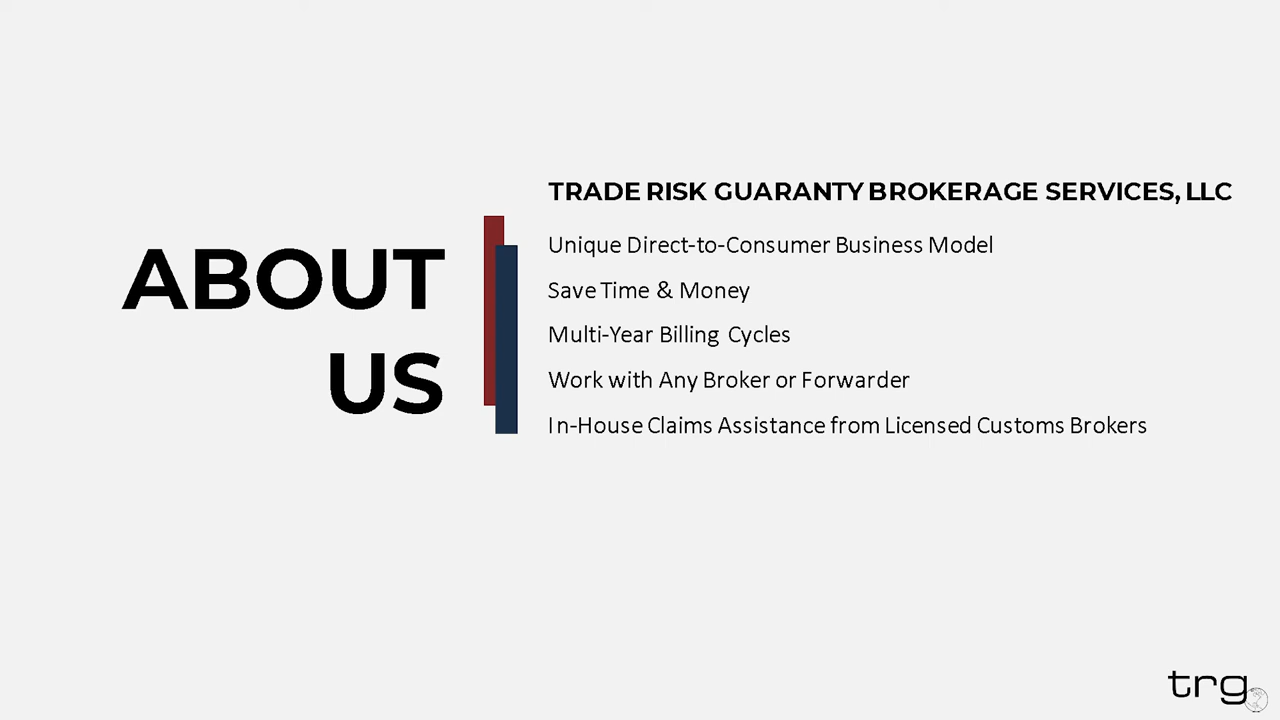 ABOUT
US
TRADE RISK GUARANTY BROKERAGE SERVICES, LLC
Unique Direct-to-Consumer Business Model
Save Time & Money
Multi-Year Billing Cycles
Work with Any Broker or Forwarder
In-House Claims Assistance from Licensed Customs Brokers
trg